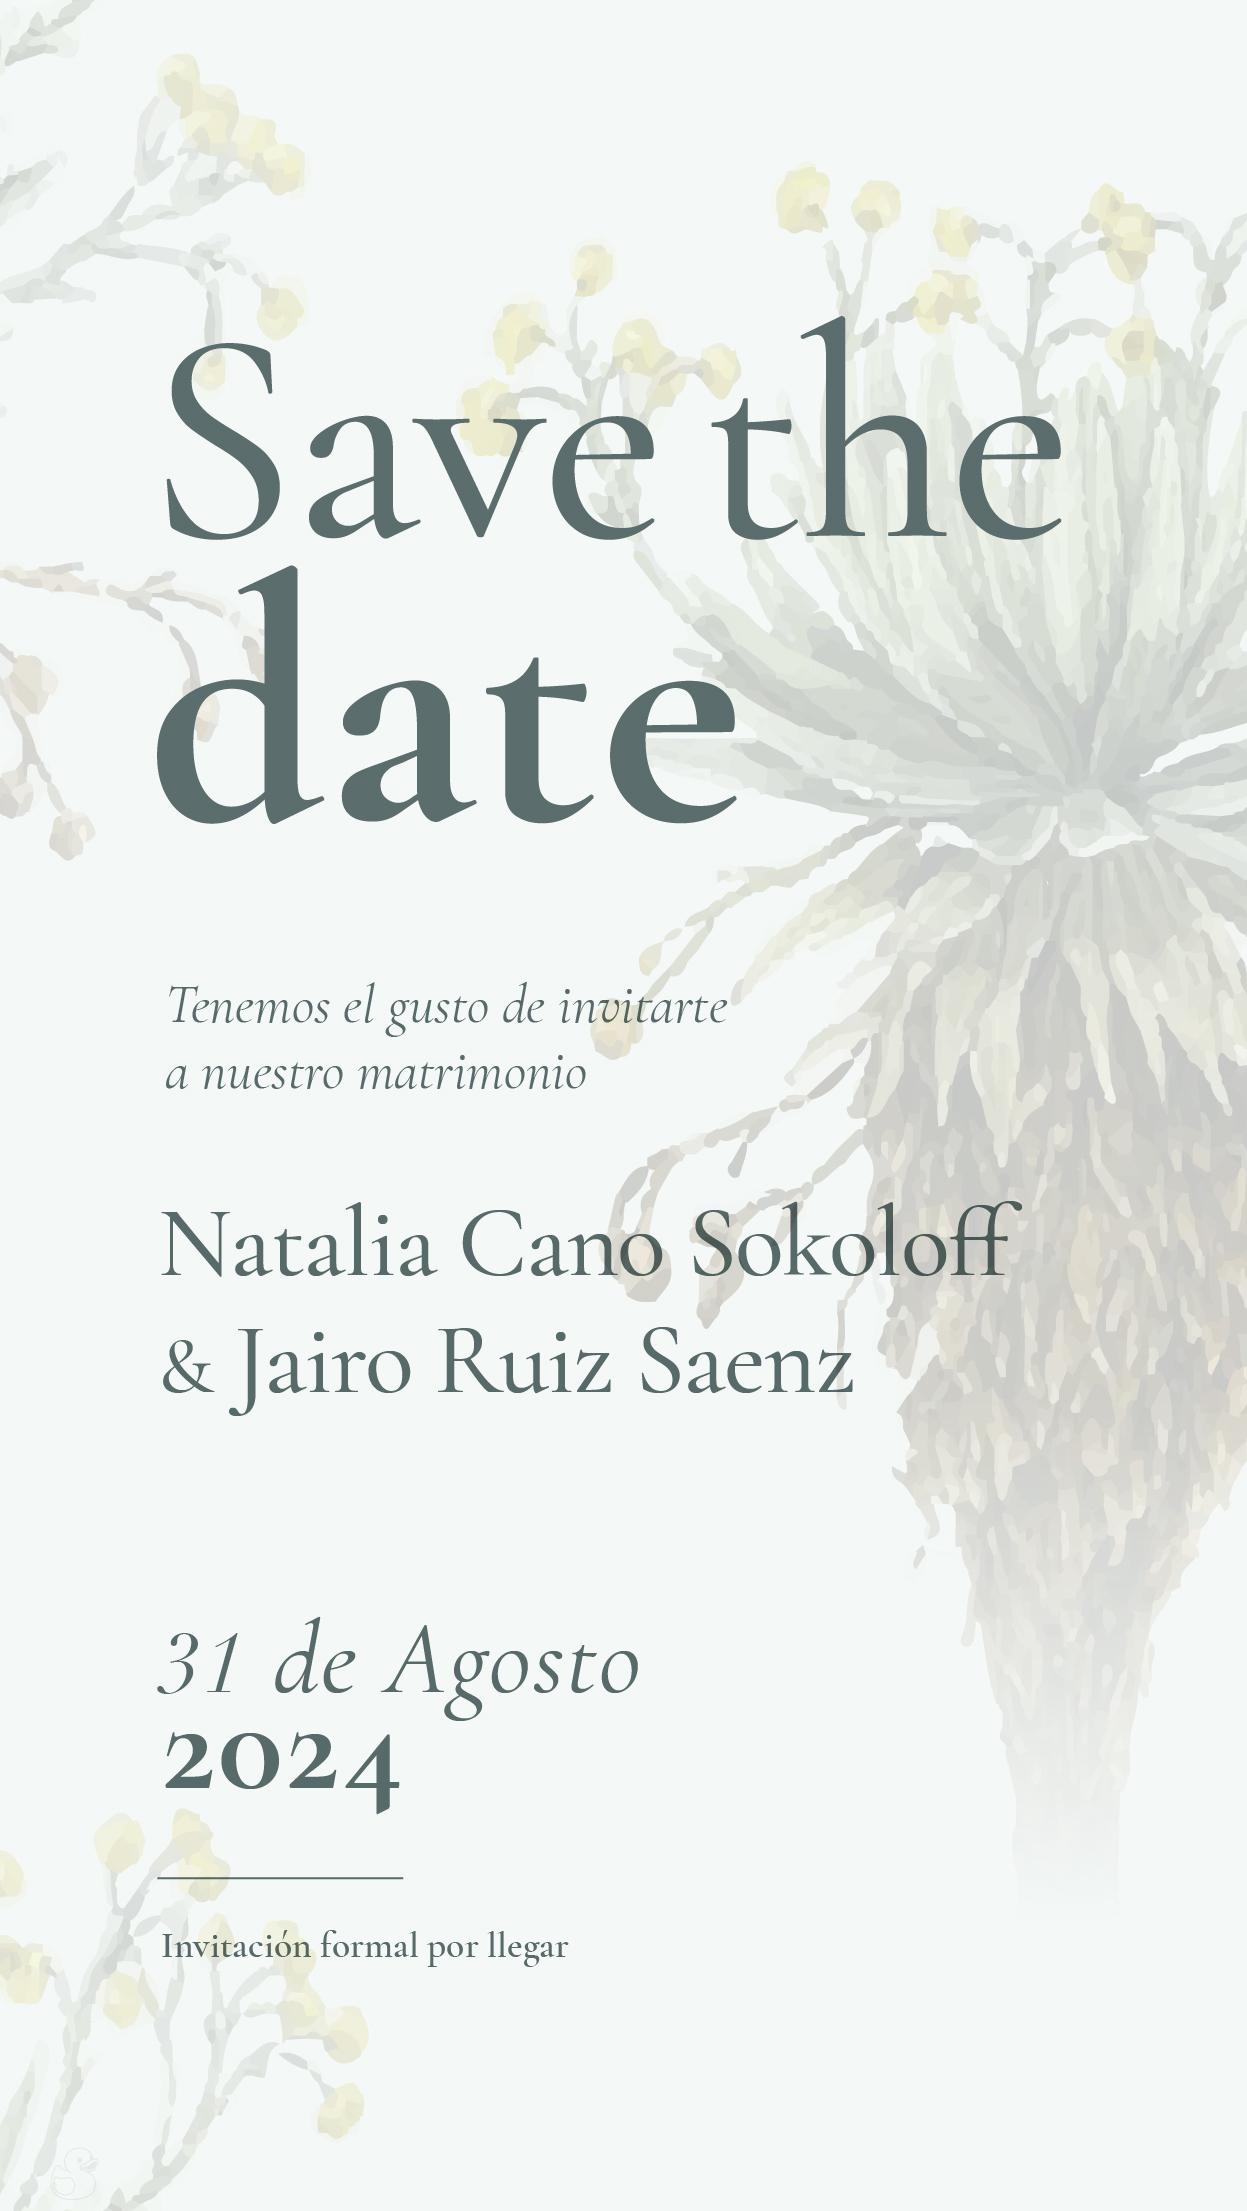 Save the
date
Tenemos el gusto de invitarte
a nuestro matrimonio
Natalia Cano Sokoloff
& Jairo Ruiz Saenz
31 de Agosto
2024
Invitación formal por llegar